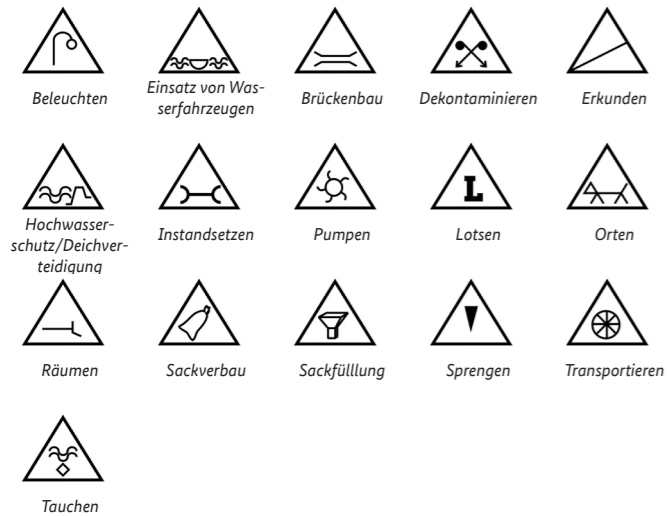 Beleuchten
Einsatz von Was-
serfahrzeugen
Brückenbau
Dekontaminieren
Erkunden
Hochwasser-
schutz/Deichver-
teidigung
Instandsetzen
Pumpen
L
Lotsen
Orten
Räumen
Sackverbau
Sackfülllung
Sprengen
Transportieren
Tauchen